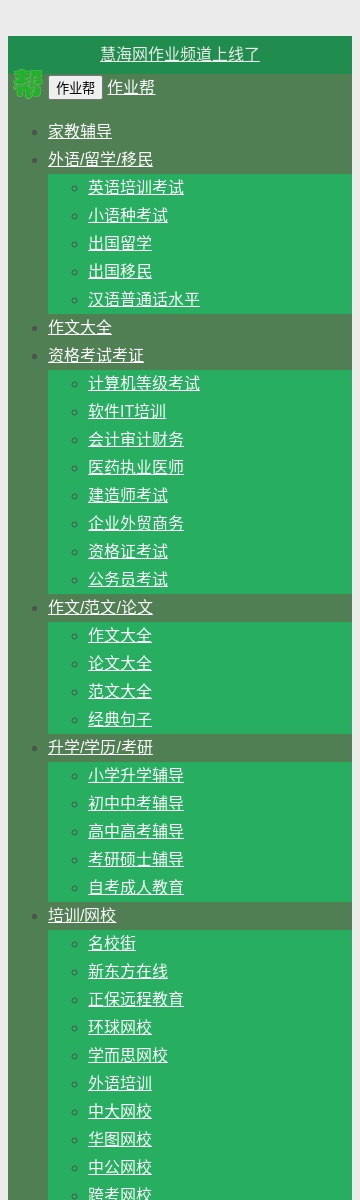 慧海网作业频道上线了
帮 作业帮 作业帮
家教辅导
外语/留学/移民
英语培训考试
小语种考试
出国留学
出国移民
汉语普通话水平
作文大全
资格考试考证
计算机等级考试
软件IT培训
会计审计财务
医药执业医师
建造师考试
企业外贸商务
资格证考试
公务员考试
作文/范文/论文
作文大全
论文大全
范文大全
经典句子
升学/学历/考研
小学升学辅导
初中中考辅导
高中高考辅导
考研硕士辅导
自考成人教育
培训/网校
名校街
新东方在线
正保远程教育
环球网校
学而思网校
外语培训
中大网校
华图网校
中公网校
跨考网校